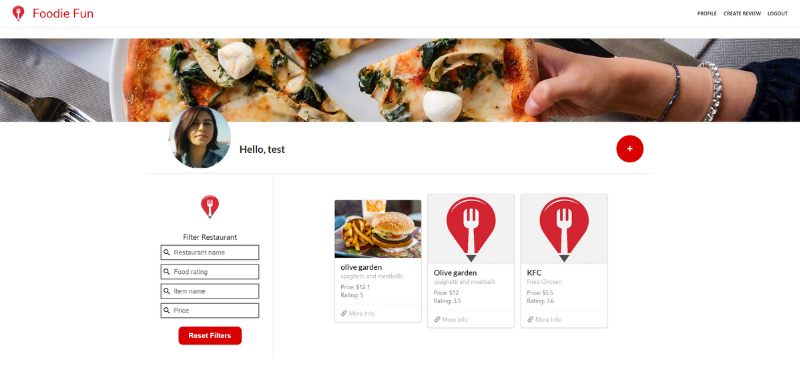 Foodie Fun
PROFILE CREATE REVIEW LOGOUT
Hello, test
+
Filter Restaurant
Restaurant name
Food rating
Item name
Price
Reset Filters
olive garden
spaghetti and meatballs
Price: $12.1
Rating: 5
More Info
Olive garden
spaghetti and meatballs
Price: $12
Rating: 3.5
More Info
KFC
Fried Chicken
Price: $5.5
Rating: 3.6
More Info